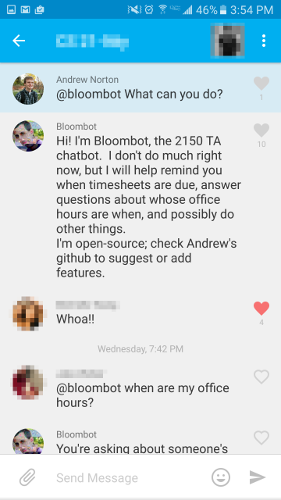 46% 3:54 PM
Andrew Norton
@bloombot What can you do?
1
Bloombot
Hi! I'm Bloombot, the 2150 TA
chatbot.  I don't do much right
now, but I will help remind you
when timesheets are due, answer
questions about whose office
hours are when, and possibly do
other things.
I'm open-source; check Andrew's
github to suggest or add
features.
10
Whoa!!
4
Wednesday, 7:42 PM
@bloombot when are my office
hours?
Bloombot
You're asking about someone's
Send Message